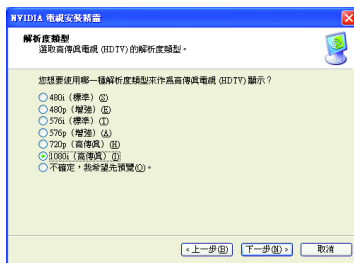 NVIDIA 電視安裝精靈
解析度類型
選取高傳真電視 (HDTV) 的解析度類型。
您想要使用哪一種解析度類型來作為高傳真電視 (HDTV) 顯示？
480i（標準）(S)
480p（增強）(E)
576i（標準）(T)
576p（增強）(A)
720p（高傳真）(H)
1080i（高傳真）(I)
不確定，我希望先預覽(O)。
<上一步(B)
下一步(N)>
取消